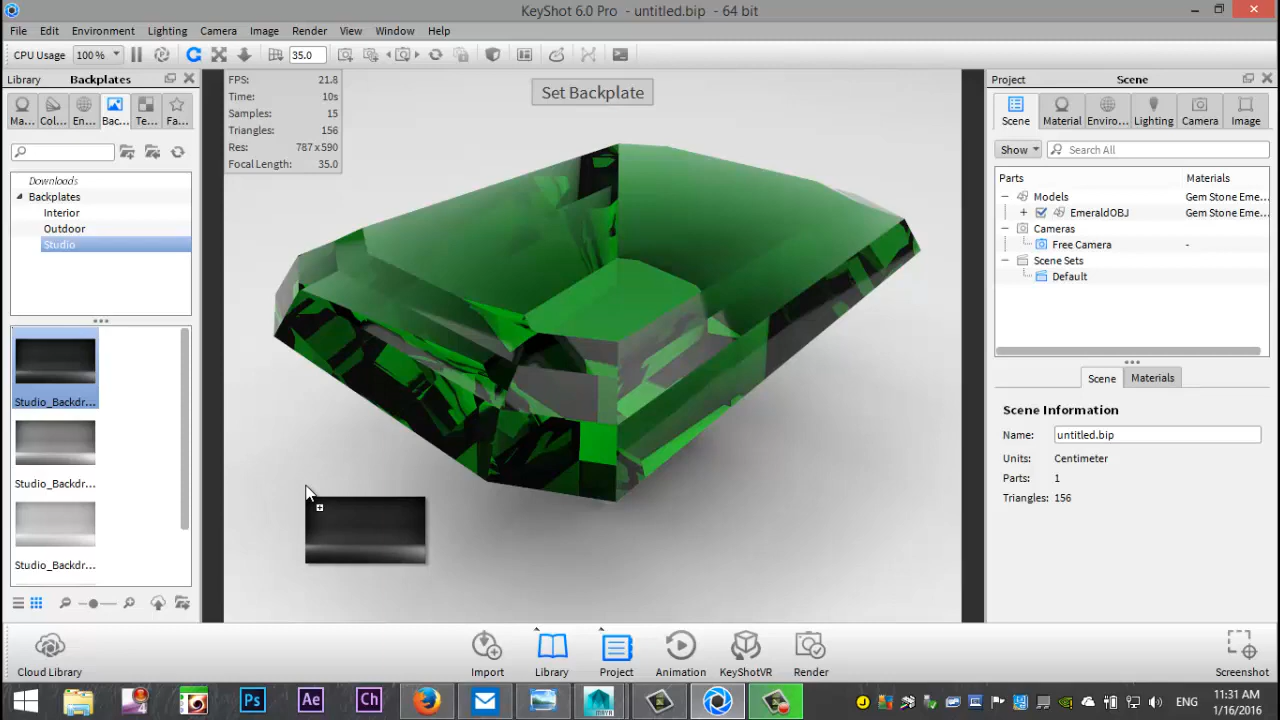 KeyShot 6.0 Pro - untitled.bip - 64 bit
File Edit Environment Lighting Camera Image Render View Window Help
CPU Usage 100 % 35.0
Library Backplates
Ma... Col... En... Bac... Te... Fa...
Downloads
Backplates
Interior
Outdoor
Studio
Studio_Backdr...
Studio_Backdr...
Studio_Backdr...
FPS: 21.8
Time: 10s
Samples: 15
Triangles: 156
Res: 787 x 590
Focal Length: 35.0
Set Backplate
Project Scene
Scene Material Enviro... Lighting Camera Image
Show Search All
Parts Materials
Models Gem Stone Eme...
EmeraldOBJ Gem Stone Eme...
Cameras
Free Camera -
Scene Sets
Default
Scene Materials
Scene Information
Name: untitled.bip
Units: Centimeter
Parts: 1
Triangles: 156
Cloud Library Import Library Project Animation KeyShotVR Render Screenshot
Ps Ae Ch MAYA ENG 11:31 AM
1/16/2016